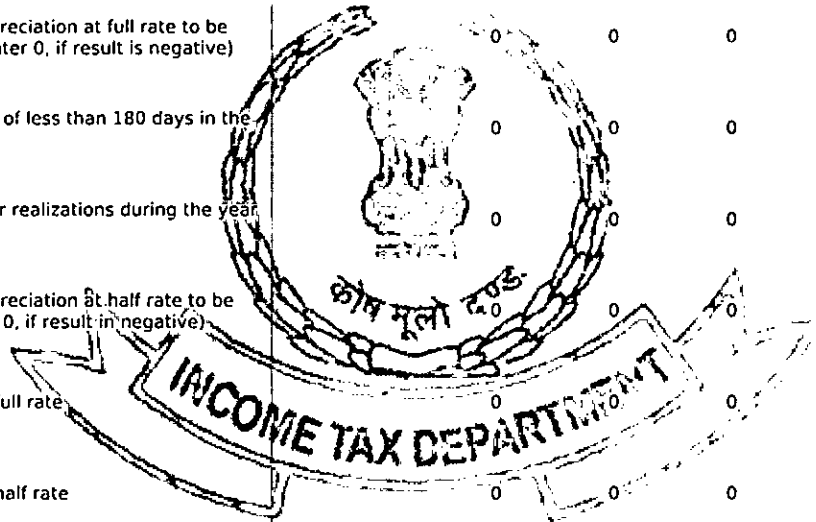 reciation at full rate to be 0 0 0
nter 0, if result is negative)
of less than 180 days in the 0 0 0
r realizations during the year 0 0 0
reciation at half rate to be 0 0 0
0, if result in negative)
कोष मूलो दण्ड:
ull rate 0 0 0
INCOME TAX DEPARTMENT
half rate 0 0 0